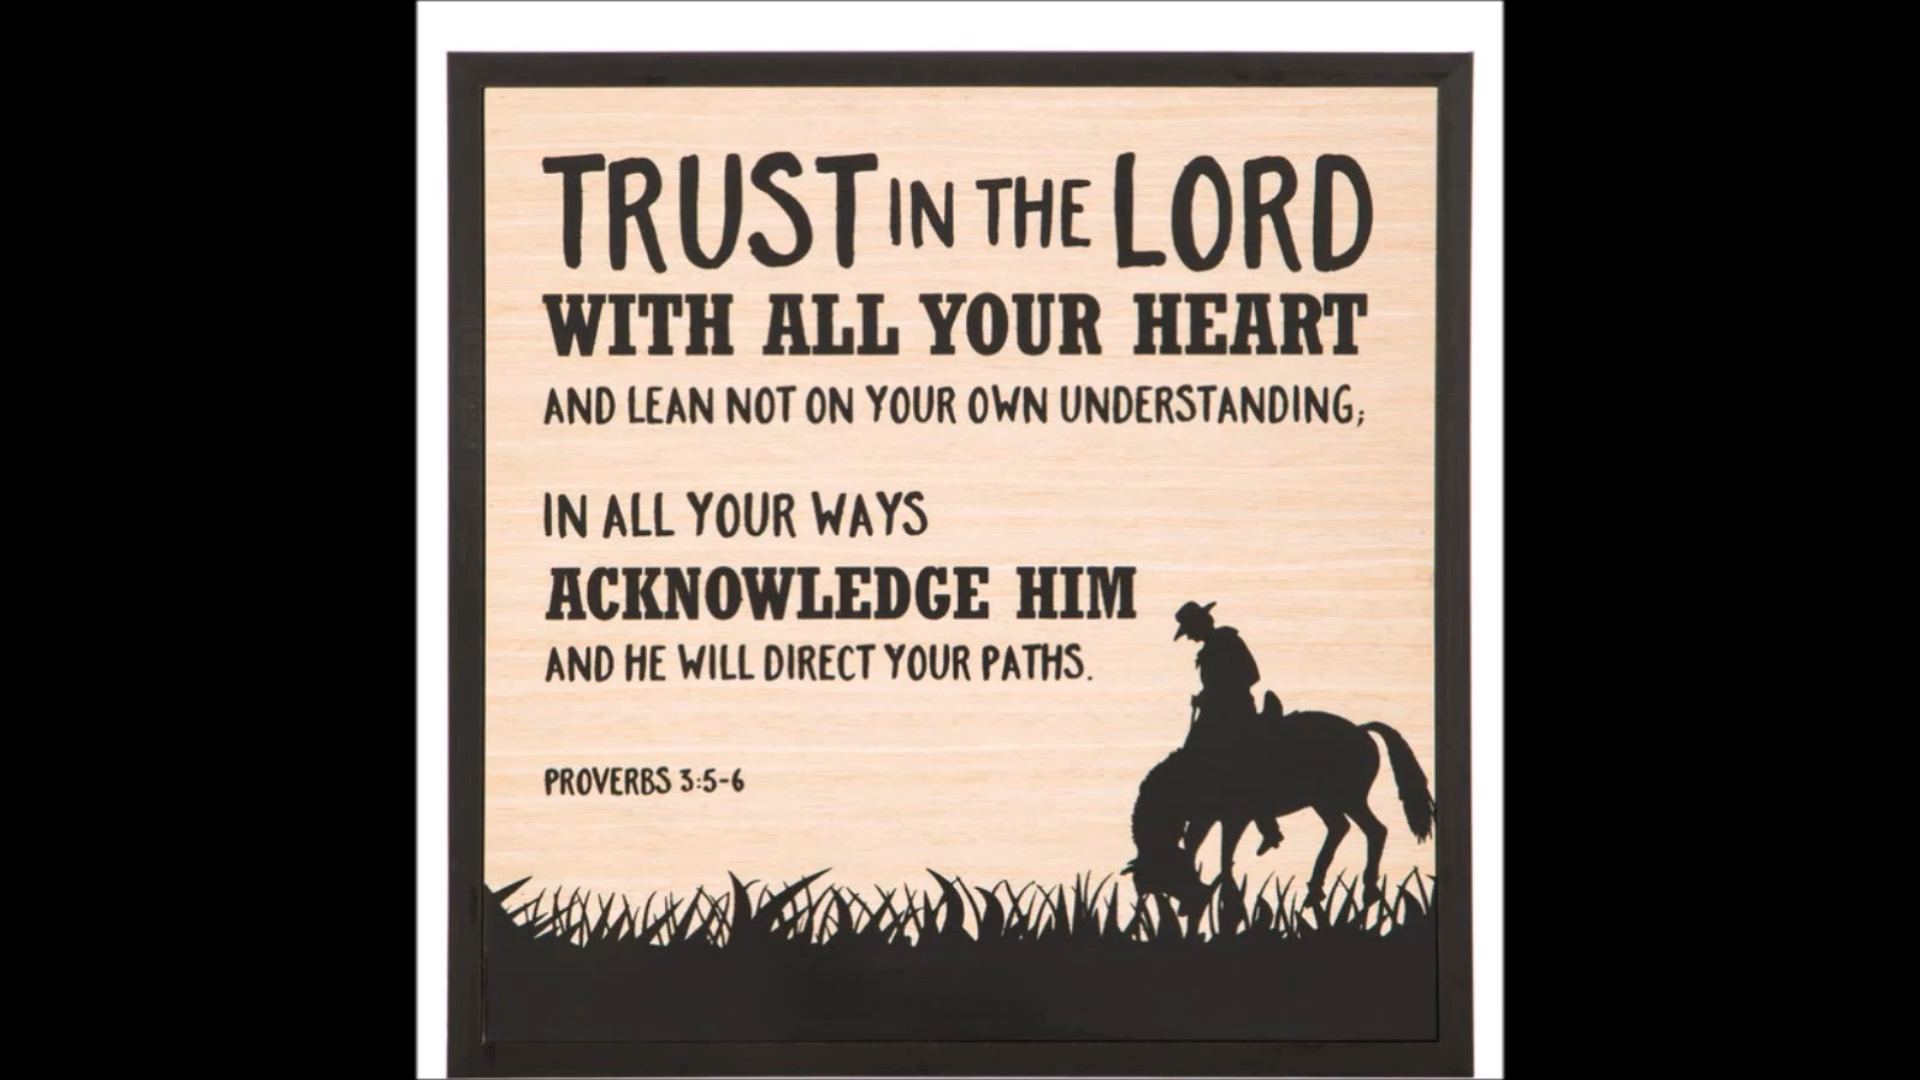 TRUST IN THE LORD
WITH ALL YOUR HEART
AND LEAN NOT ON YOUR OWN UNDERSTANDING;
IN ALL YOUR WAYS
ACKNOWLEDGE HIM
AND HE WILL DIRECT YOUR PATHS.
PROVERBS 3:5-6